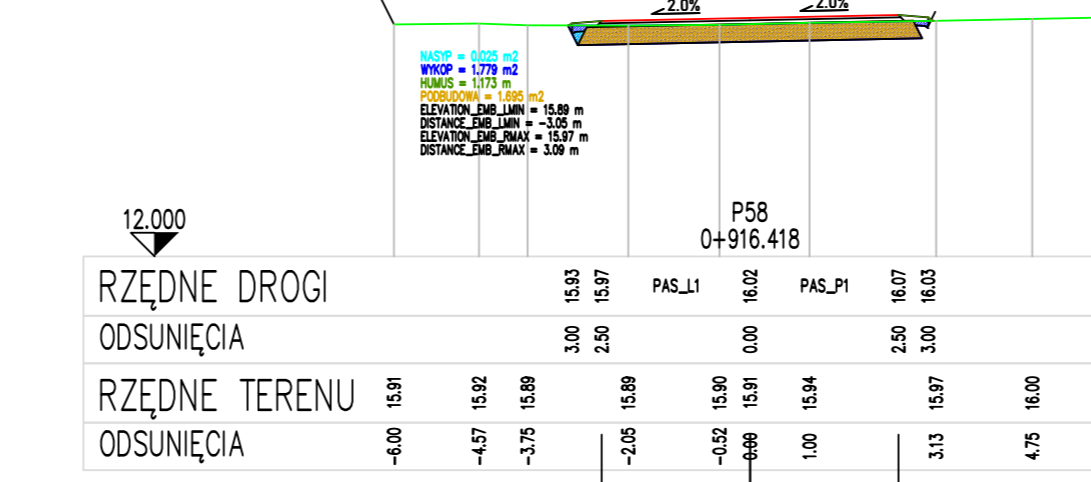 2.0%
2.0%
NASYP = 0.025 m2
WYKOP = 1.779 m2
HUMUS = 1.173 m2
PODBUDOWA = 1.695 m2
ELEVATION_EMB_LMIN = 15.89 m
DISTANCE_EMB_LMIN = -3.05 m
ELEVATION_EMB_RMAX = 15.97 m
DISTANCE_EMB_RMAX = 3.09 m
12.000
P58
0+916.418
RZĘDNE DROGI 15.93 15.97 PAS_L1 16.02 PAS_P1 16.07 16.03
ODSUNIĘCIA 3.00 2.50 0.00 2.50 3.00
RZĘDNE TERENU 15.91 15.92 15.89 15.89 15.90 15.91 15.94 15.97 16.00
ODSUNIĘCIA -6.00 -4.57 -3.75 -2.05 -0.52 0.00 1.00 3.13 4.75